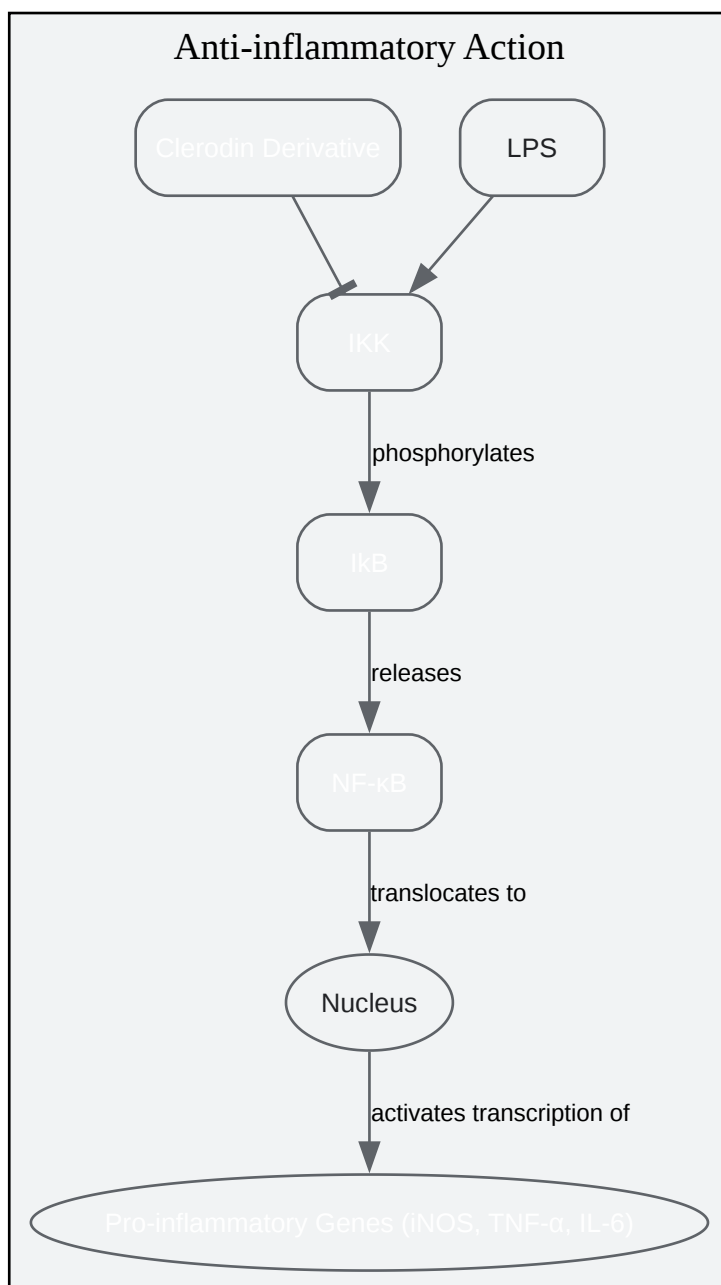 Anti-inflammatory Action
Clerodin Derivative
LPS
IKK
phosphorylates
IkB
releases
NF-κB
translocates to
Nucleus
activates transcription of
Pro-inflammatory Genes (iNOS, TNF-α, IL-6)